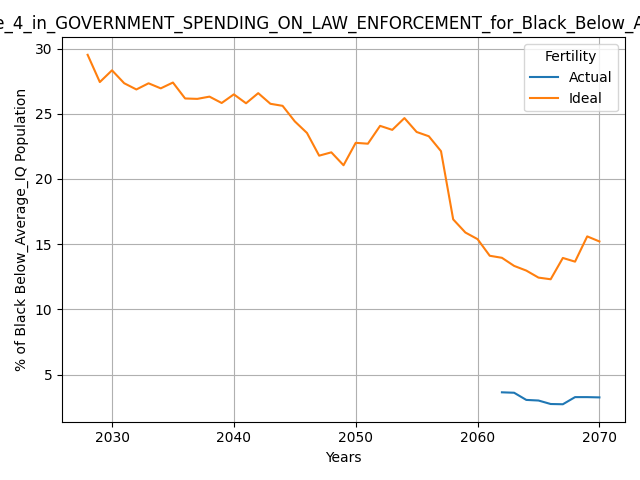 e_4_in_GOVERNMENT_SPENDING_ON_LAW_ENFORCEMENT_for_Black_Below_A
30
25
20
15
10
5
% of Black Below_Average_IQ Population
Fertility
Actual
Ideal
2030
2040
2050
2060
2070
Years